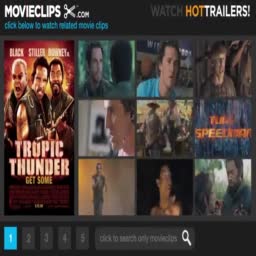 MOVIECLIPS .com
click below to watch related movie clips
WATCH HOTTRAILERS!
BLACK STILLER DOWNEY JR
TROPIC
THUNDER
GET SOME
TUGG
SPEEDMAN
1 2 3 4 5
click to search only movieclips